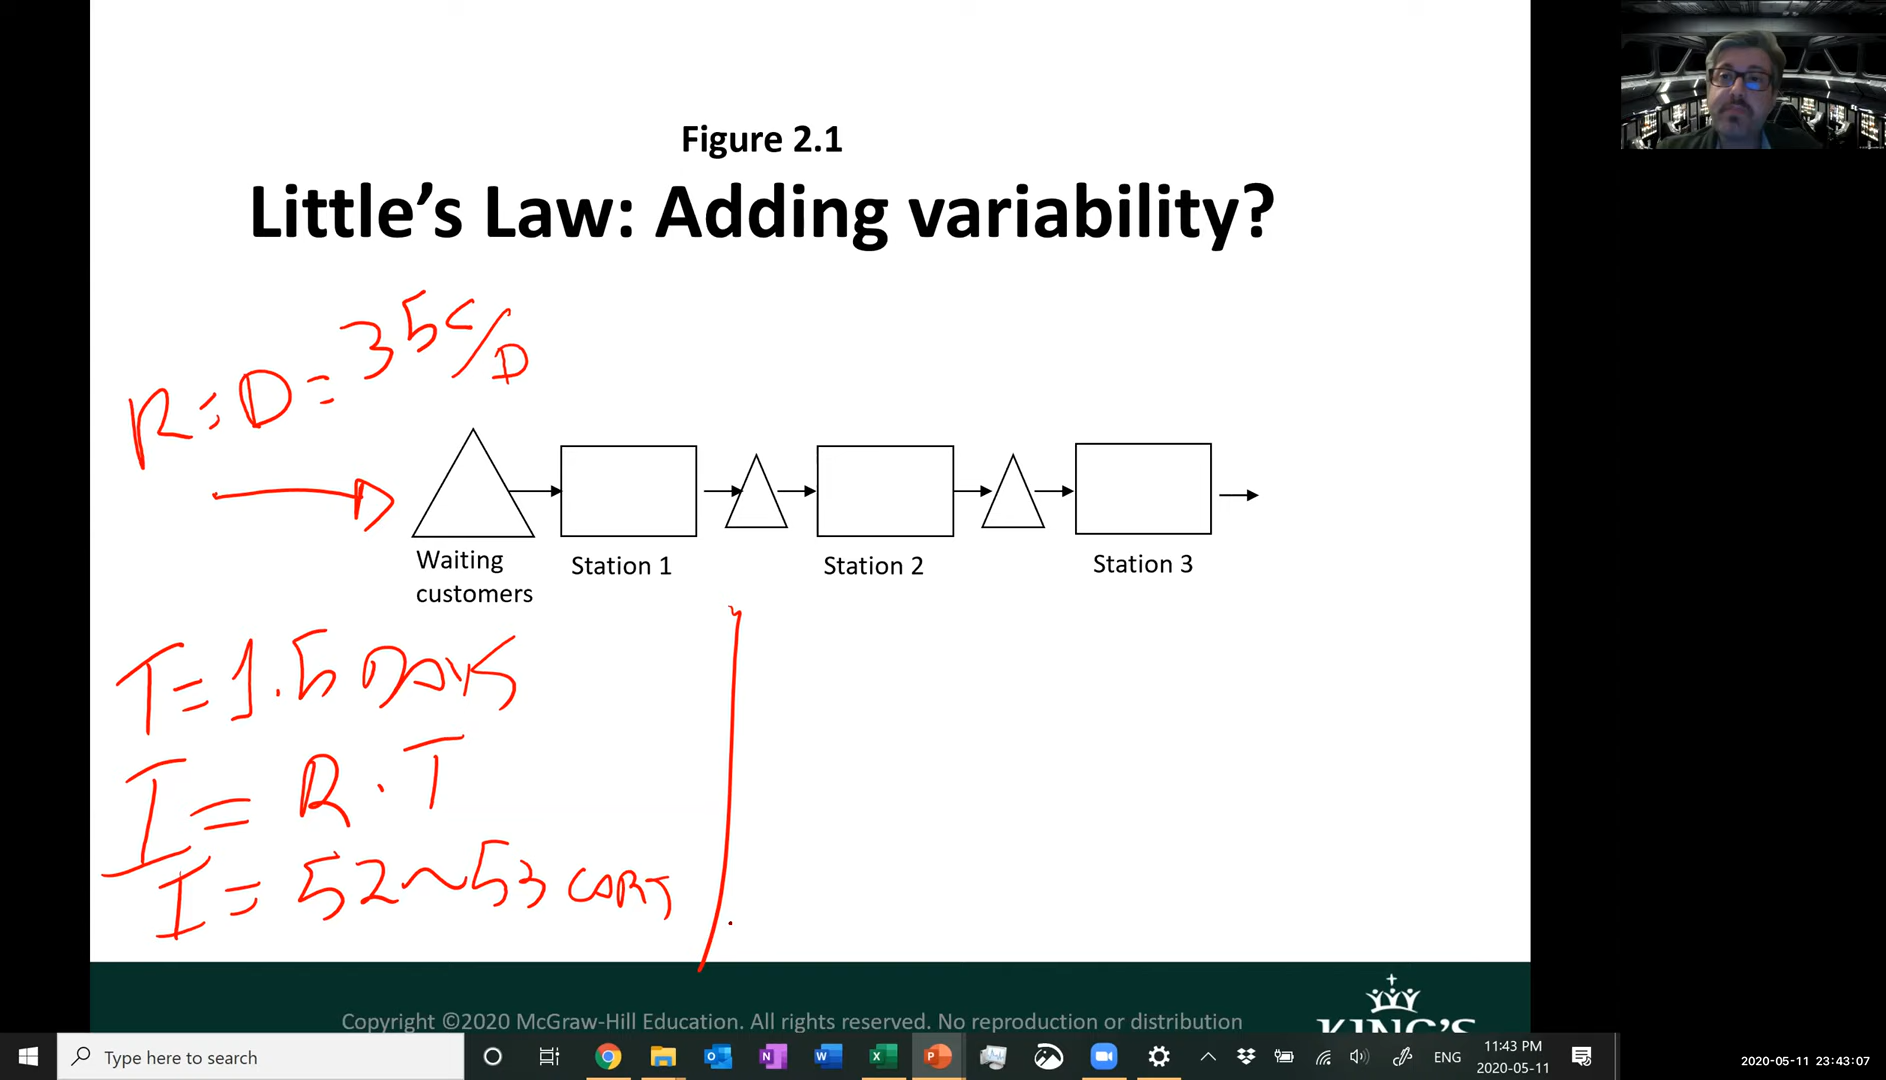 Figure 2.1
Little's Law: Adding variability?
R = D = 35 C/D
Waiting
customers
Station 1
Station 2
Station 3
T = 1.5 DAYS
I = R · T
I = 52 ~ 53 CARS
Copyright ©2020 McGraw-Hill Education. All rights reserved. No reproduction or distribution
KING'S
Type here to search
ENG
11:43 PM
2020-05-11
2020-05-11 23:43:07